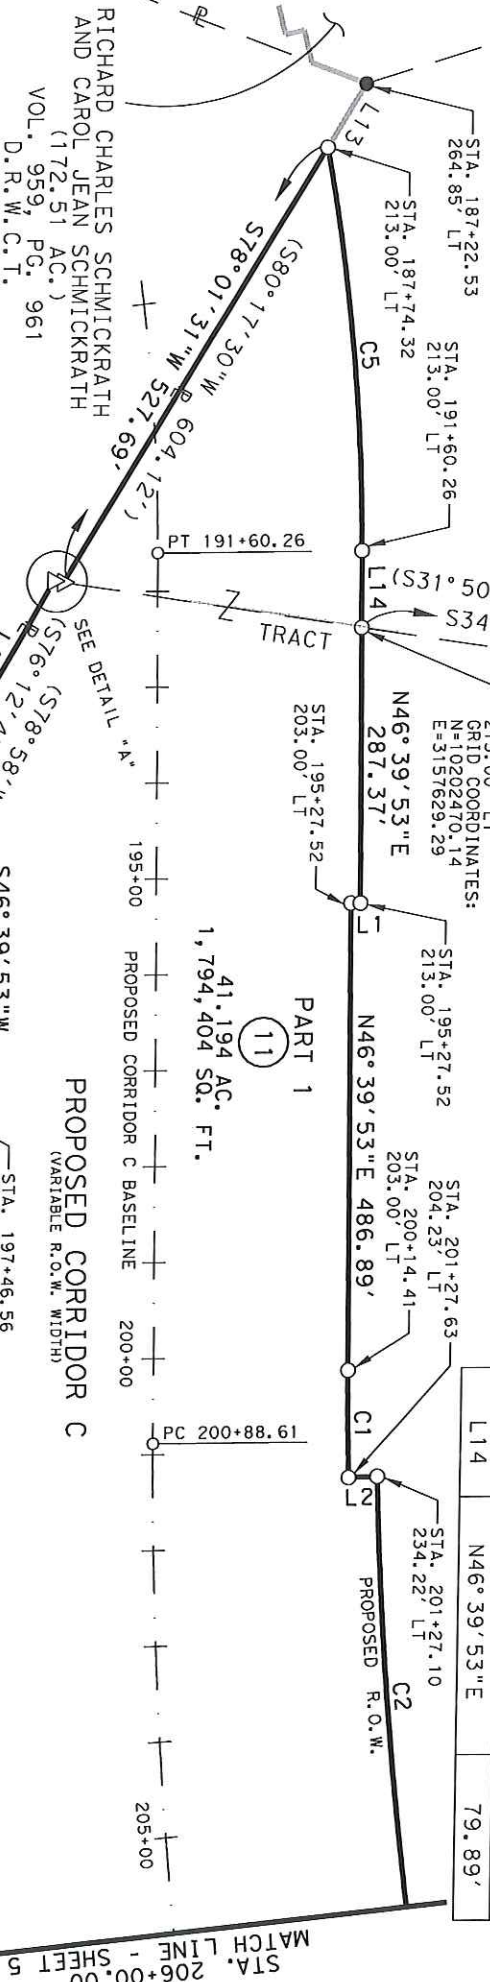 STA. 187+22.53
264.85' LT
STA. 187+74.32
213.00' LT
STA. 191+60.26
213.00' LT
L13
C5
L14
(S31°50
S34
(S80°17'30"W 604.12')
S78°01'31"W 527.69'
RICHARD CHARLES SCHMICKRATH
AND CAROL JEAN SCHMICKRATH
(172.51 AC.)
VOL. 959, PG. 961
D.R.W.C.T.
PT 191+60.26
TRACT
SEE DETAIL "A"
(S78°58'
(S76°12'
GRID COORDINATES:
N=10202470.14
E=3157629.29
N46°39'53"E
287.37'
STA. 195+27.52
203.00' LT
L1
STA. 195+27.52
213.00' LT
195+00
PROPOSED CORRIDOR C BASELINE
PART 1
11
41.194 AC.
1,794,404 SQ. FT.
N46°39'53"E 486.89'
STA. 200+14.41
203.00' LT
STA. 201+27.63
204.23' LT
C1
L2
STA. 201+27.10
234.22' LT
PROPOSED R.O.W.
C2
200+00
PC 200+88.61
205+00
PROPOSED CORRIDOR C
(VARIABLE R.O.W. WIDTH)
S46°39'53"W
STA. 197+46.56
L14 N46°39'53"E 79.89'
STA. 206+00.00
MATCH LINE - SHEET 5